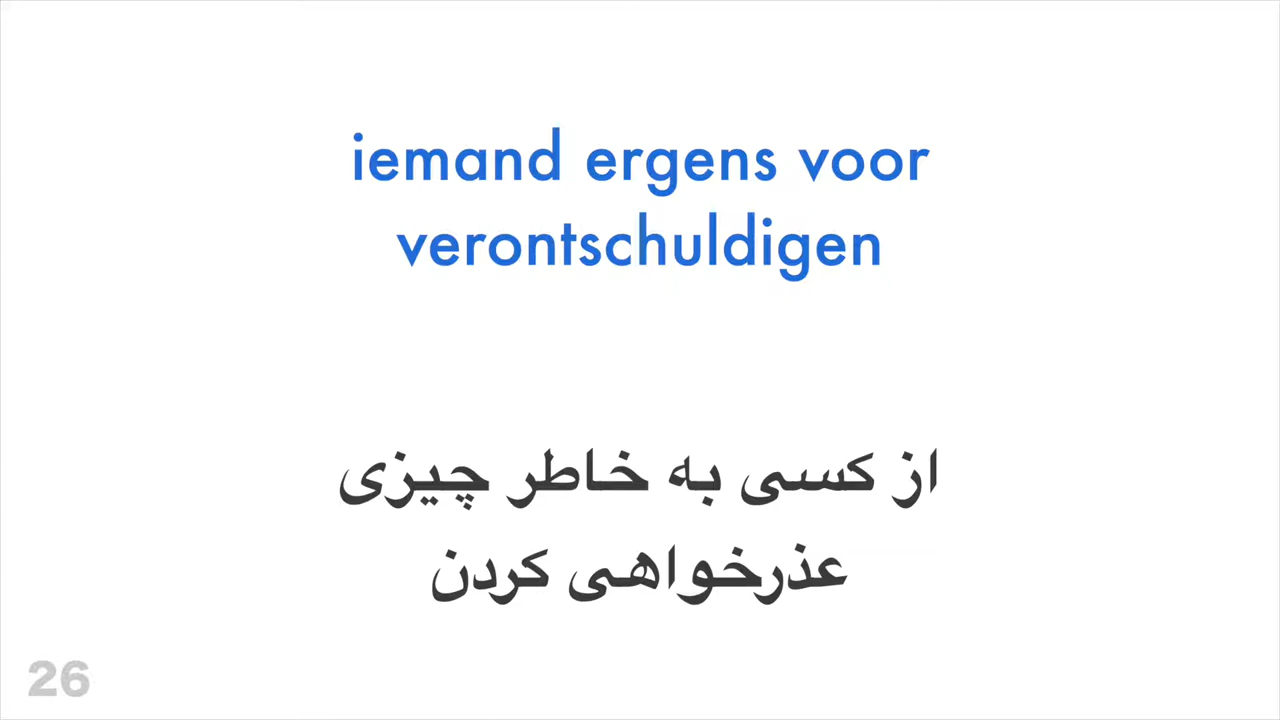 iemand ergens voor
verontschuldigen
از کسی به خاطر چیزی
عذرخواهی کردن
26